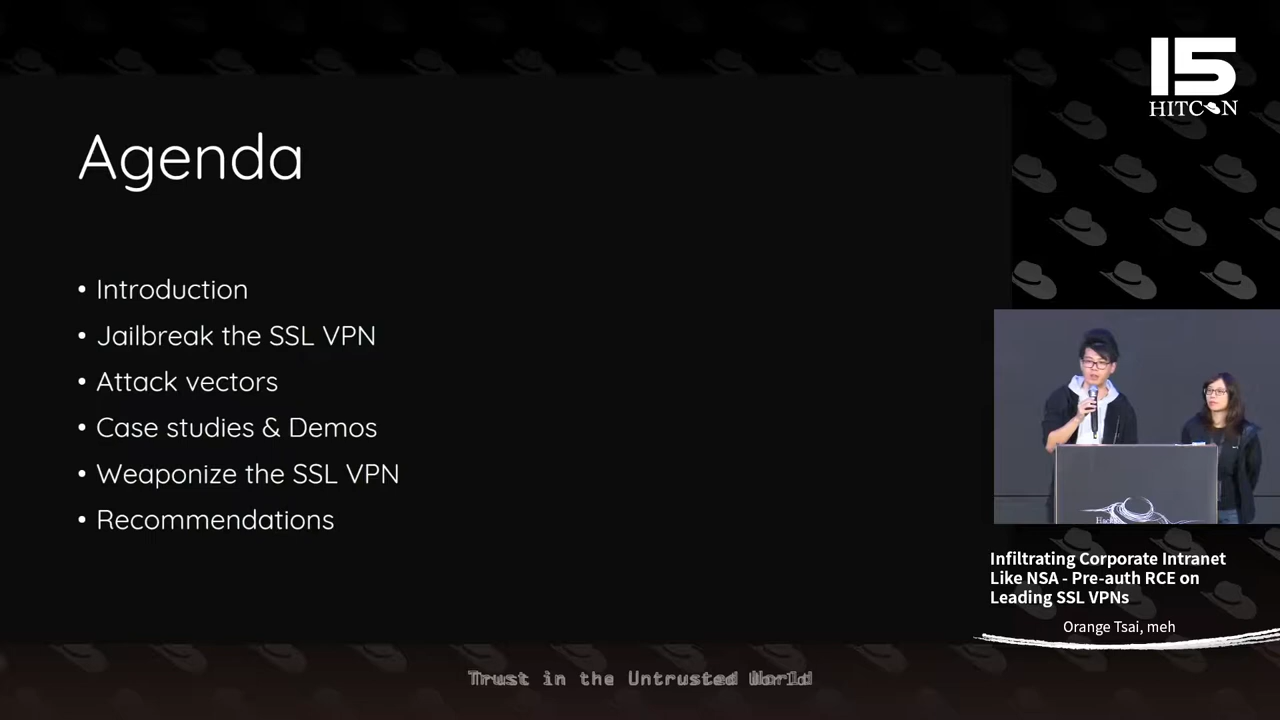 15
HITCON
Agenda
• Introduction
• Jailbreak the SSL VPN
• Attack vectors
• Case studies & Demos
• Weaponize the SSL VPN
• Recommendations
Infiltrating Corporate Intranet
Like NSA - Pre-auth RCE on
Leading SSL VPNs
Orange Tsai, meh
Trust in the Untrusted World